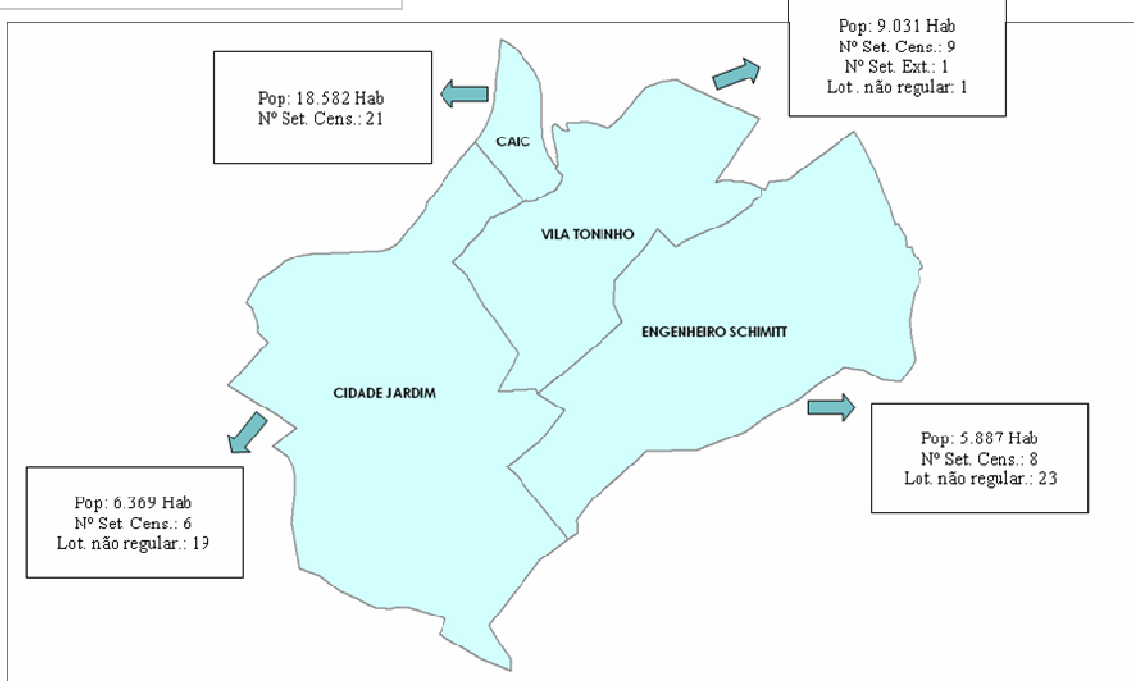 Pop: 9.031 Hab
Nº Set. Cens.: 9
Nº Set. Ext.: 1
Lot. não regular: 1
Pop: 18.582 Hab
Nº Set. Cens.: 21
CAIC
VILA TONINHO
ENGENHEIRO SCHIMITT
CIDADE JARDIM
Pop: 5.887 Hab
Nº Set. Cens.: 8
Lot. não regular.: 23
Pop: 6.369 Hab
Nº Set. Cens.: 6
Lot. não regular.: 19